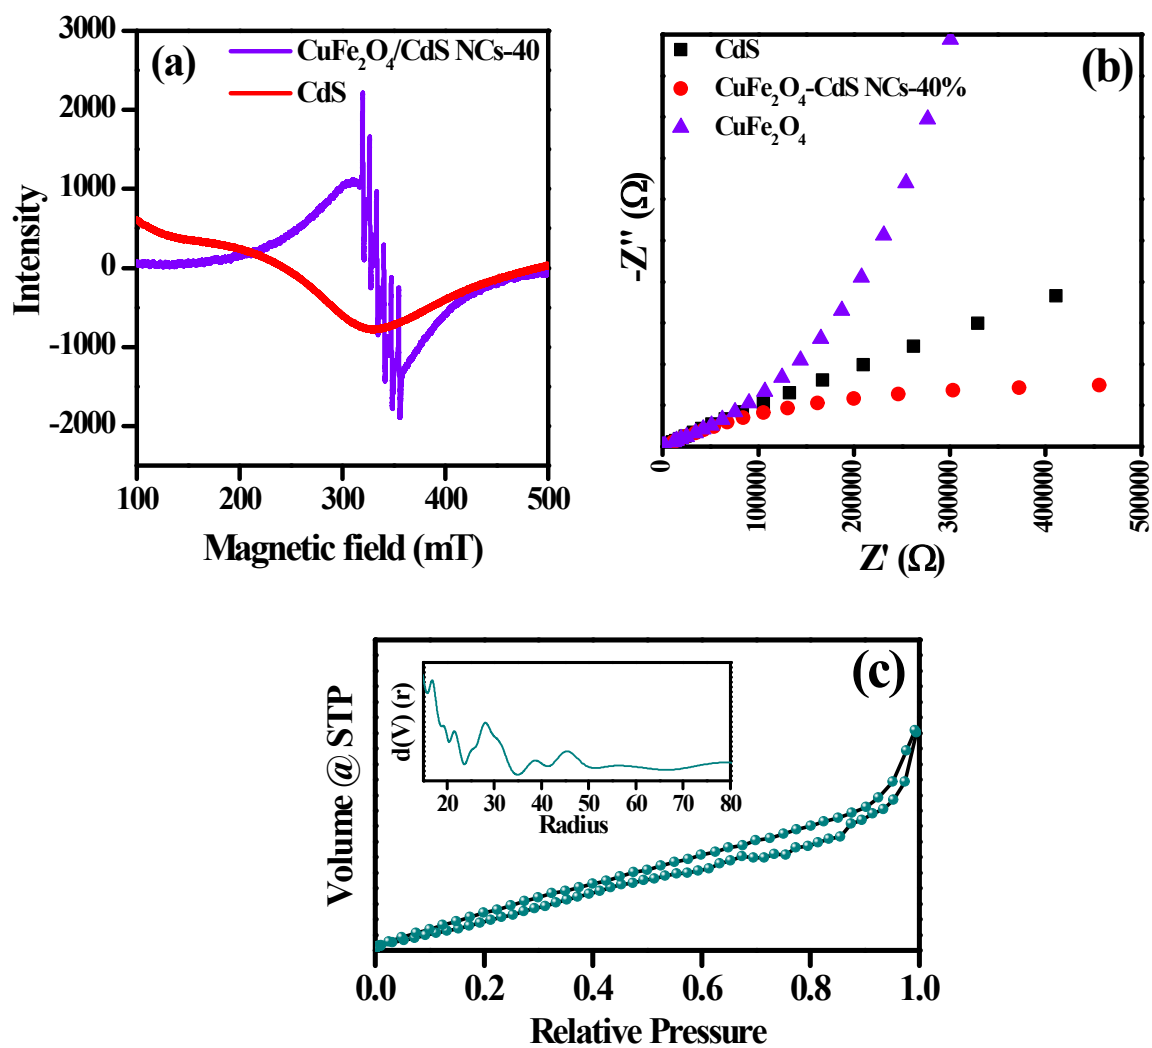 (a)
CuFe₂O₄/CdS NCs-40
CdS
3000
2000
1000
0
-1000
-2000
Intensity
100 200 300 400 500
Magnetic field (mT)
(b)
CdS
CuFe₂O₄-CdS NCs-40%
CuFe₂O₄
-Z'' (Ω)
0 100000 200000 300000 400000 500000
Z' (Ω)
(c)
d(V) (r)
20 30 40 50 60 70 80
Radius
Volume @ STP
0.0 0.2 0.4 0.6 0.8 1.0
Relative Pressure